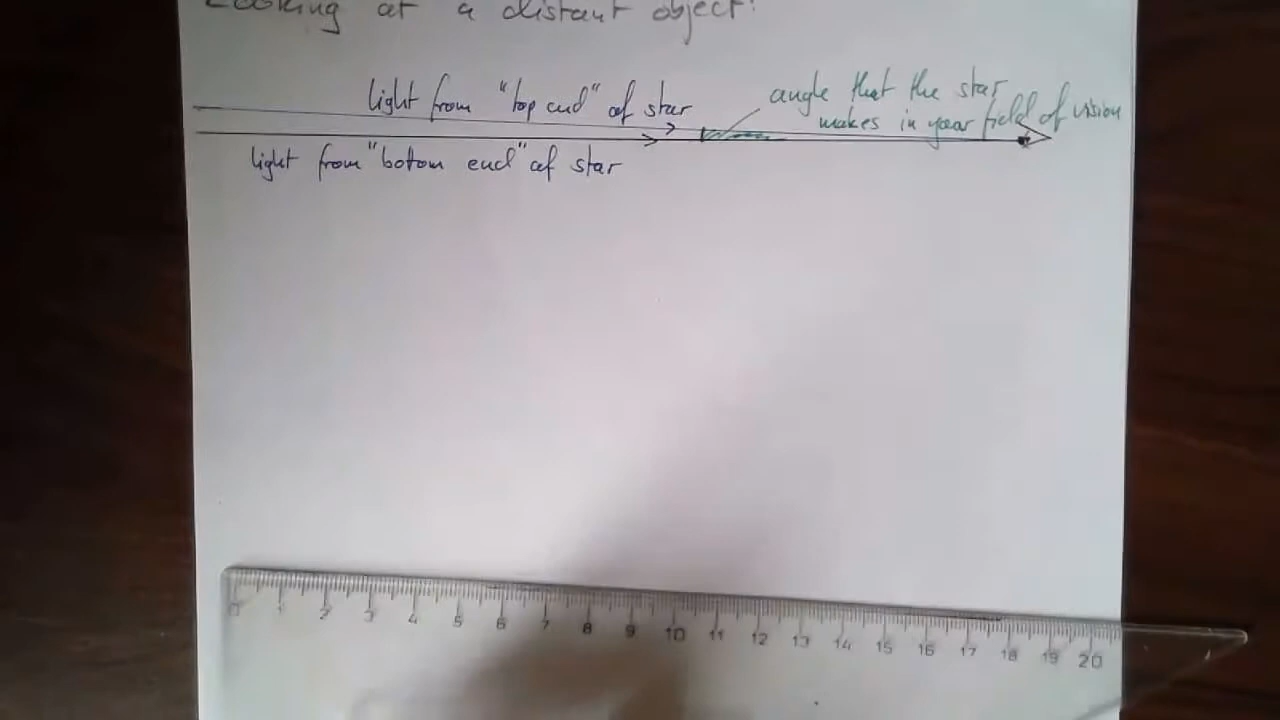 Looking at a distant object:
light from "top end" of star
angle that the star
makes in your field of vision
light from "bottom end" of star
0 1 2 3 4 5 6 7 8 9 10 11 12 13 14 15 16 17 18 19 20